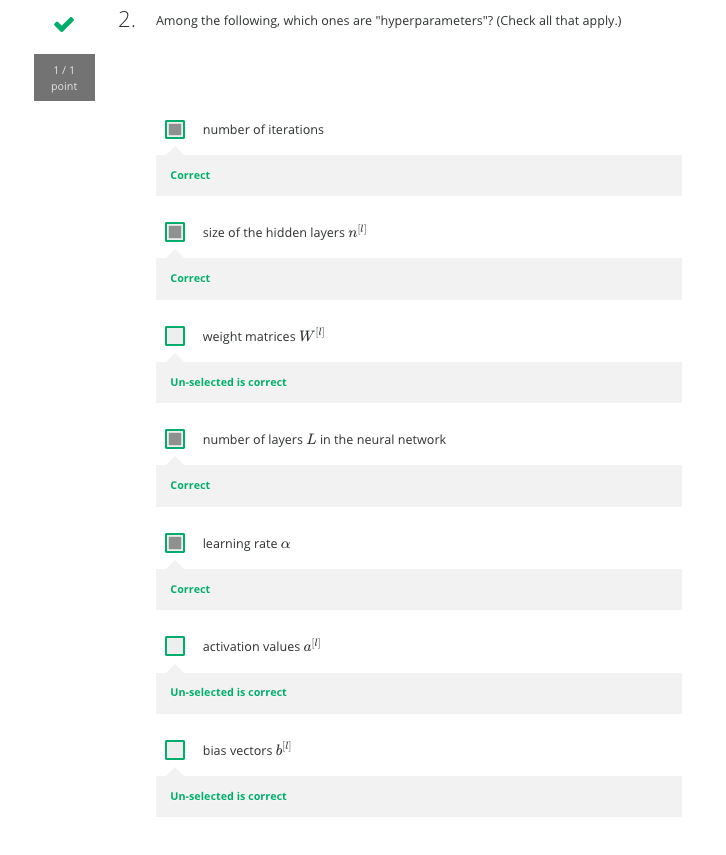 2. Among the following, which ones are "hyperparameters"? (Check all that apply.)
1 / 1
point
number of iterations
Correct
size of the hidden layers n^[l]
Correct
weight matrices W^[l]
Un-selected is correct
number of layers L in the neural network
Correct
learning rate α
Correct
activation values a^[l]
Un-selected is correct
bias vectors b^[l]
Un-selected is correct